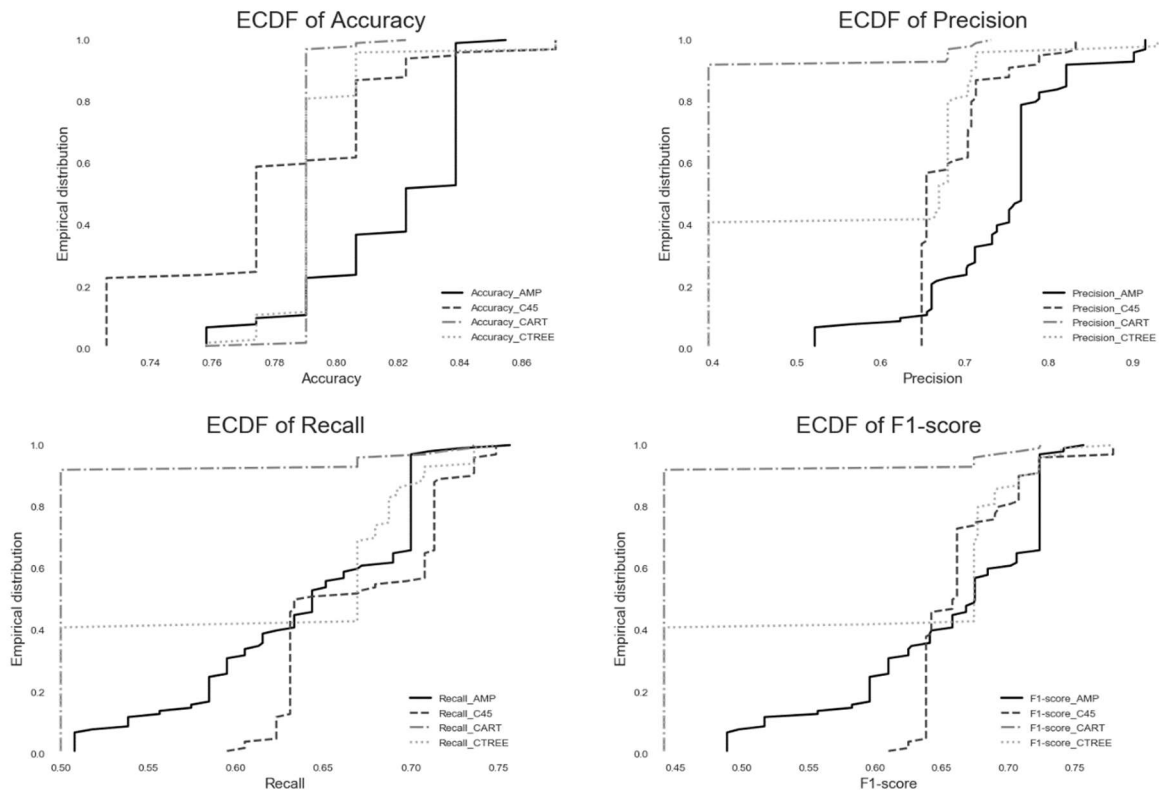 ECDF of Accuracy
Empirical distribution
1.0
0.8
0.6
0.4
0.2
0.0
Accuracy_AMP
Accuracy_C45
Accuracy_CART
Accuracy_CTREE
0.74 0.76 0.78 0.80 0.82 0.84 0.86
Accuracy
ECDF of Precision
Empirical distribution
1.0
0.8
0.6
0.4
0.2
0.0
Precision_AMP
Precision_C45
Precision_CART
Precision_CTREE
0.4 0.5 0.6 0.7 0.8 0.9
Precision
ECDF of Recall
Empirical distribution
1.0
0.8
0.6
0.4
0.2
0.0
Recall_AMP
Recall_C45
Recall_CART
Recall_CTREE
0.50 0.55 0.60 0.65 0.70 0.75
Recall
ECDF of F1-score
Empirical distribution
1.0
0.8
0.6
0.4
0.2
0.0
F1-score_AMP
F1-score_C45
F1-score_CART
F1-score_CTREE
0.45 0.50 0.55 0.60 0.65 0.70 0.75
F1-score